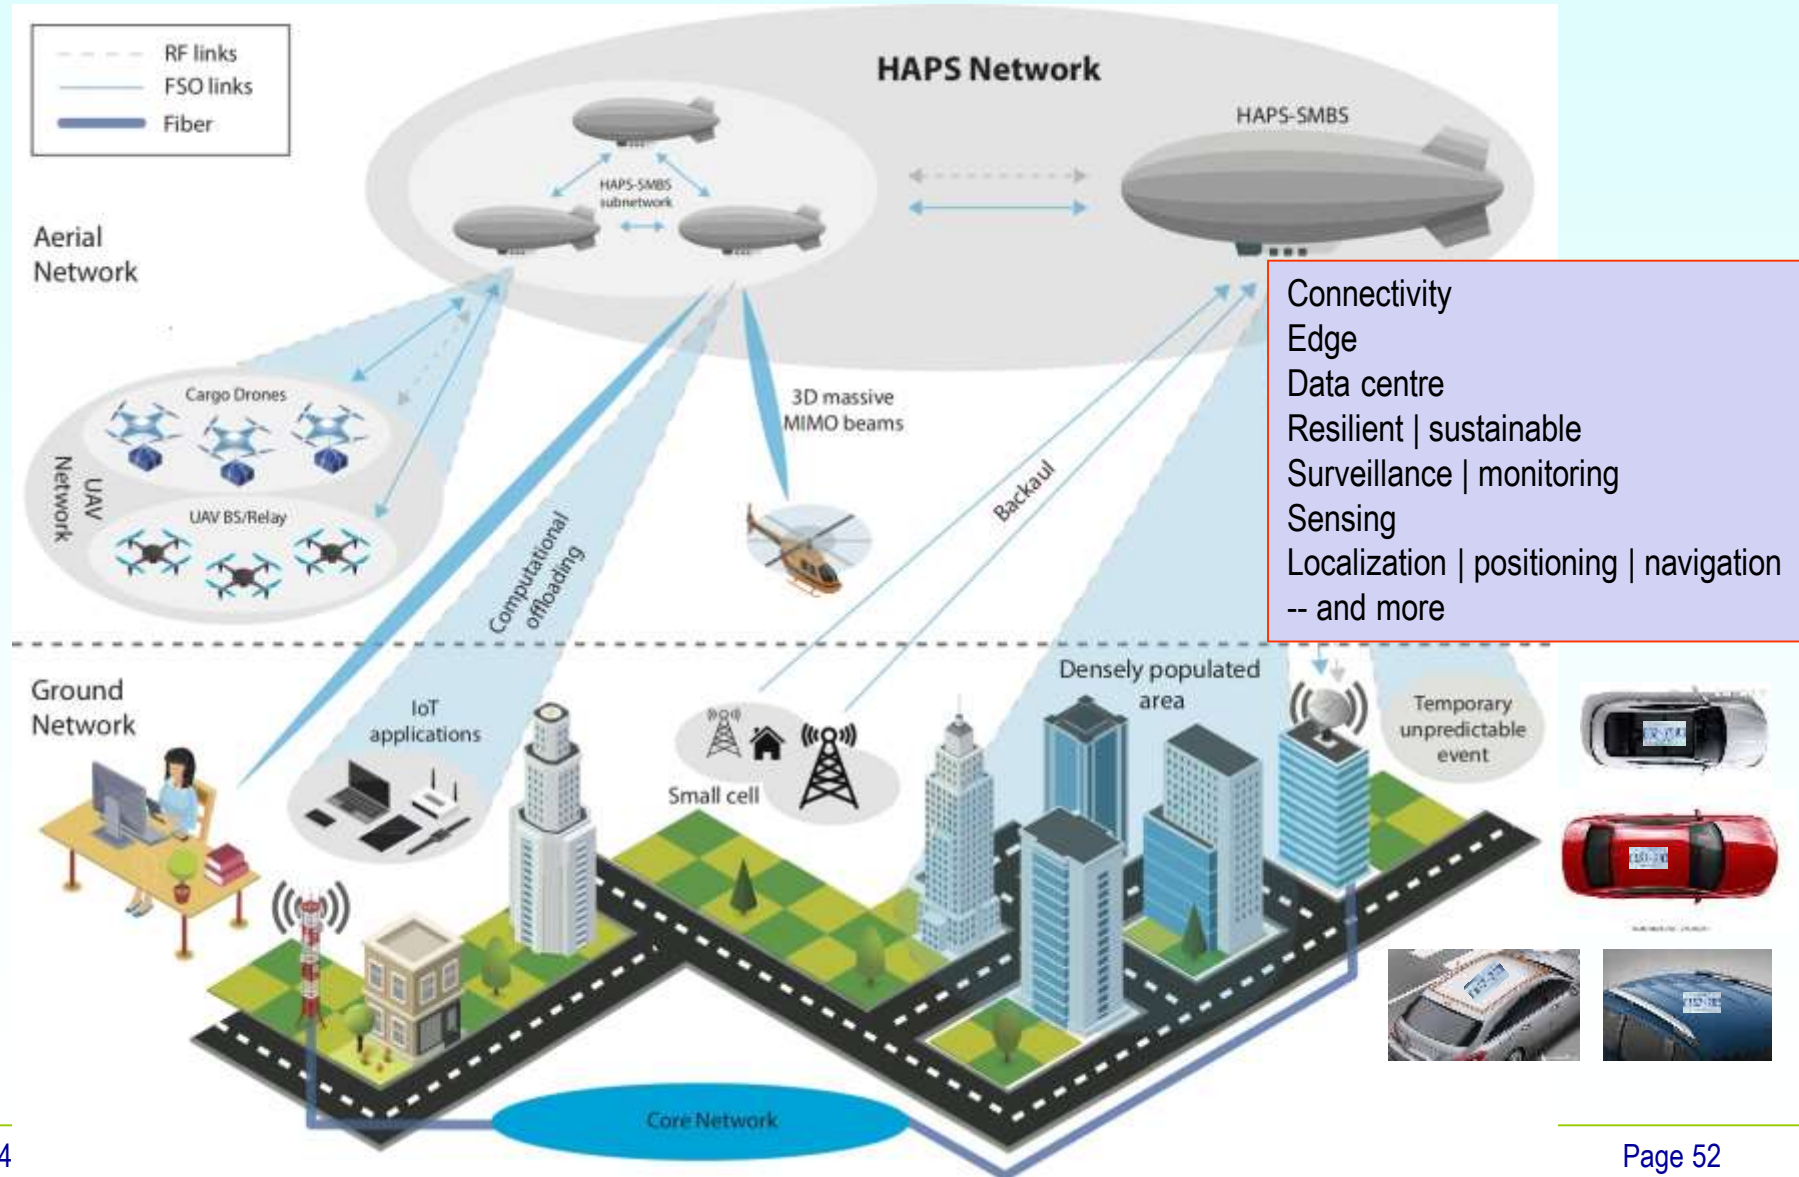 RF links
FSO links
Fiber
HAPS Network
HAPS-SMBS
HAPS-SMBS
subnetwork
Aerial
Network
Connectivity
Edge
Data centre
Resilient | sustainable
Surveillance | monitoring
Sensing
Localization | positioning | navigation
-- and more
Cargo Drones
UAV
Network
UAV BS/Relay
3D massive
MIMO beams
Computational
offloading
Backaul
Ground
Network
IoT
applications
Small cell
Densely populated
area
Temporary
unpredictable
event
Core Network
4
Page 52